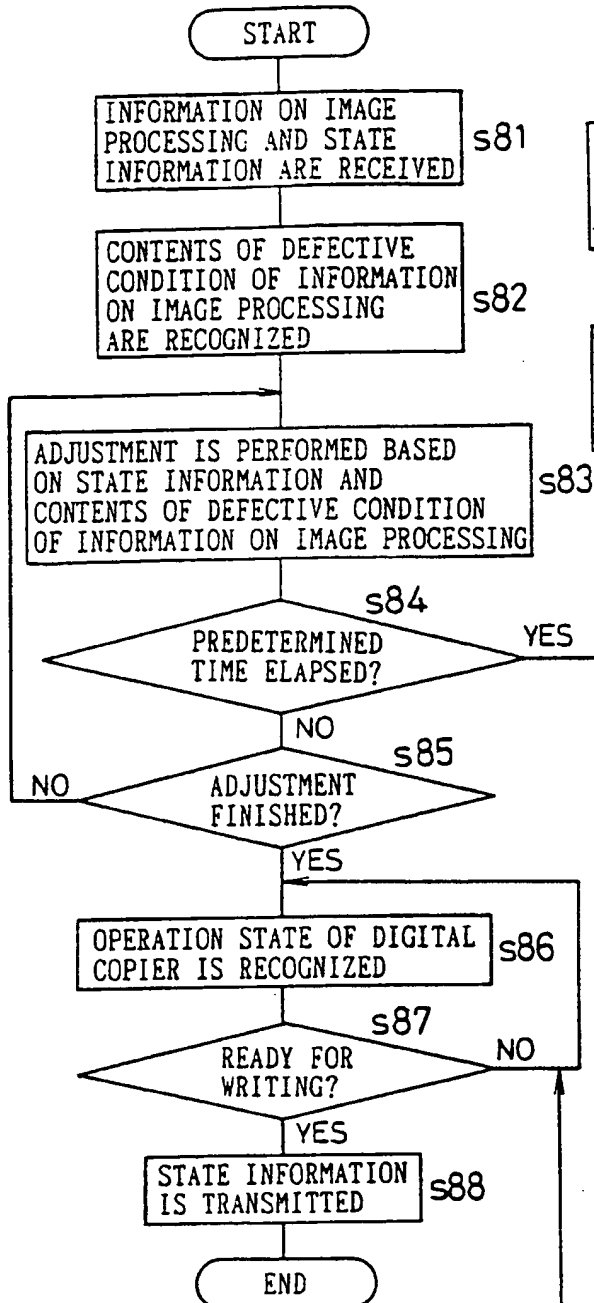 START
INFORMATION ON IMAGE
PROCESSING AND STATE
INFORMATION ARE RECEIVED
s81
CONTENTS OF DEFECTIVE
CONDITION OF INFORMATION
ON IMAGE PROCESSING
ARE RECOGNIZED
s82
ADJUSTMENT IS PERFORMED BASED
ON STATE INFORMATION AND
CONTENTS OF DEFECTIVE CONDITION
OF INFORMATION ON IMAGE PROCESSING
s83
s84
PREDETERMINED
TIME ELAPSED?
YES
NO
s85
ADJUSTMENT
FINISHED?
NO
YES
OPERATION STATE OF DIGITAL
COPIER IS RECOGNIZED
s86
s87
READY FOR
WRITING?
NO
YES
STATE INFORMATION
IS TRANSMITTED
s88
END